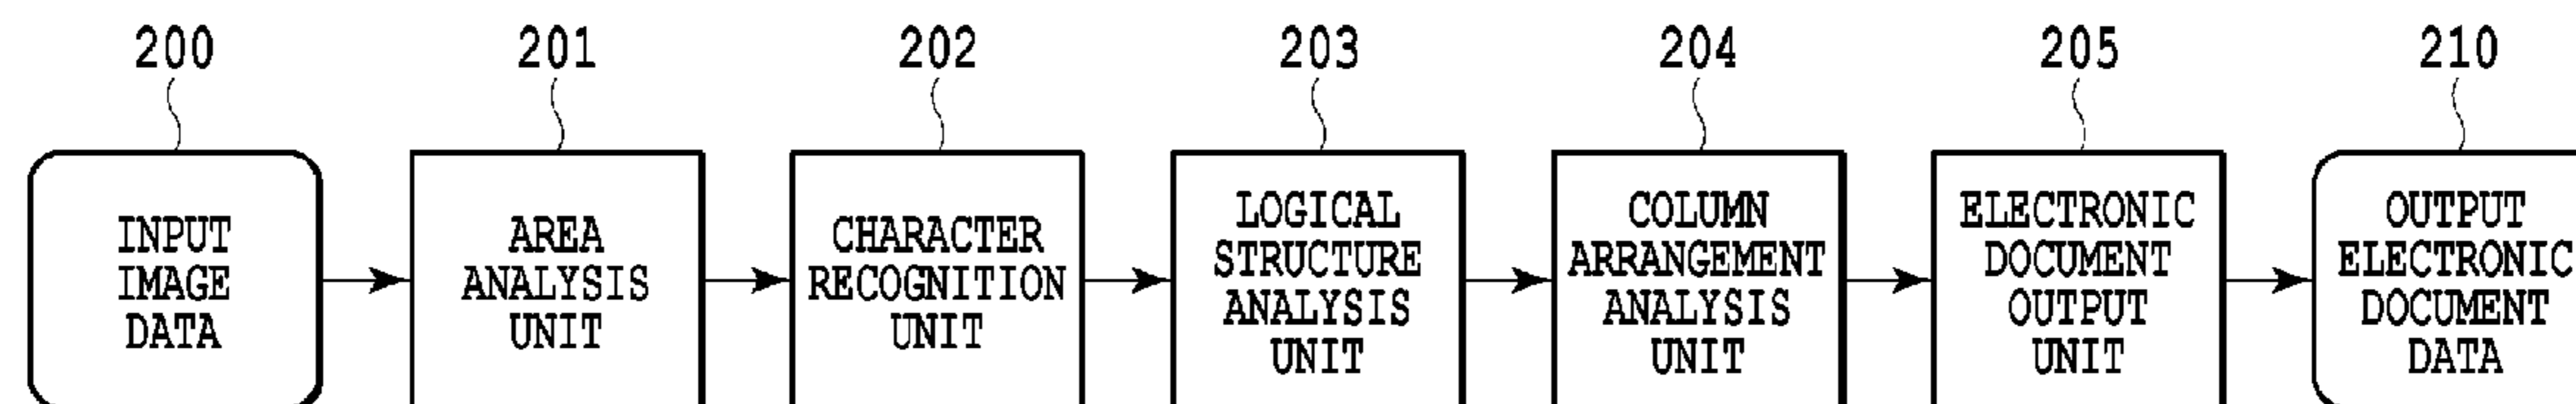 200
201
202
203
204
205
210
INPUT
IMAGE
DATA
AREA
ANALYSIS
UNIT
CHARACTER
RECOGNITION
UNIT
LOGICAL
STRUCTURE
ANALYSIS
UNIT
COLUMN
ARRANGEMENT
ANALYSIS
UNIT
ELECTRONIC
DOCUMENT
OUTPUT
UNIT
OUTPUT
ELECTRONIC
DOCUMENT
DATA